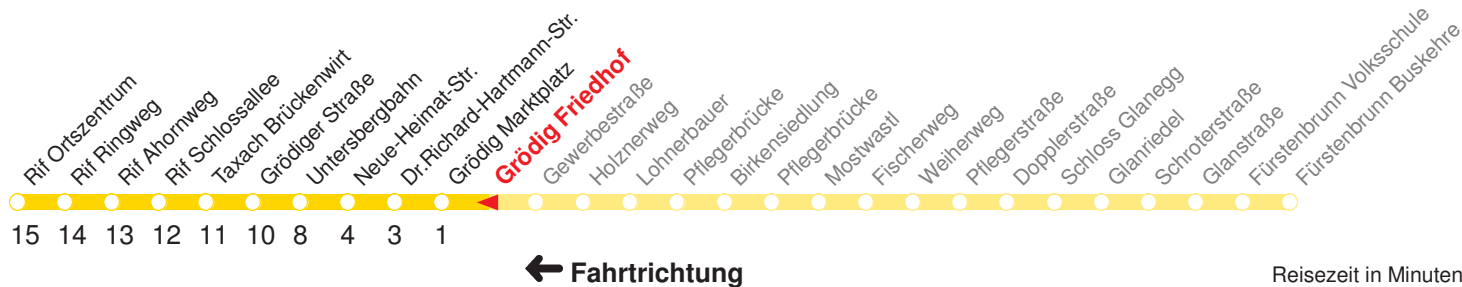 Rif Ortszentrum
Rif Ringweg
Rif Ahornweg
Rif Schlossallee
Taxach Brückenwirt
Grödiger Straße
Untersbergbahn
Neue-Heimat-Str.
Dr.Richard-Hartmann-Str.
Grödig Marktplatz
Grödig Friedhof
Gewerbestraße
Holznerweg
Lohnerbauer
Pflegerbrücke
Birkensiedlung
Pflegerbrücke
Mostwastl
Fischerweg
Weiherweg
Pflegerstraße
Dopplerstraße
Schloss Glanegg
Glanriedel
Schroterstraße
Glanstraße
Fürstenbrunn Volksschule
Fürstenbrunn Buskehre
15 14 13 12 11 10 8 4 3 1
Fahrtrichtung
Reisezeit in Minuten